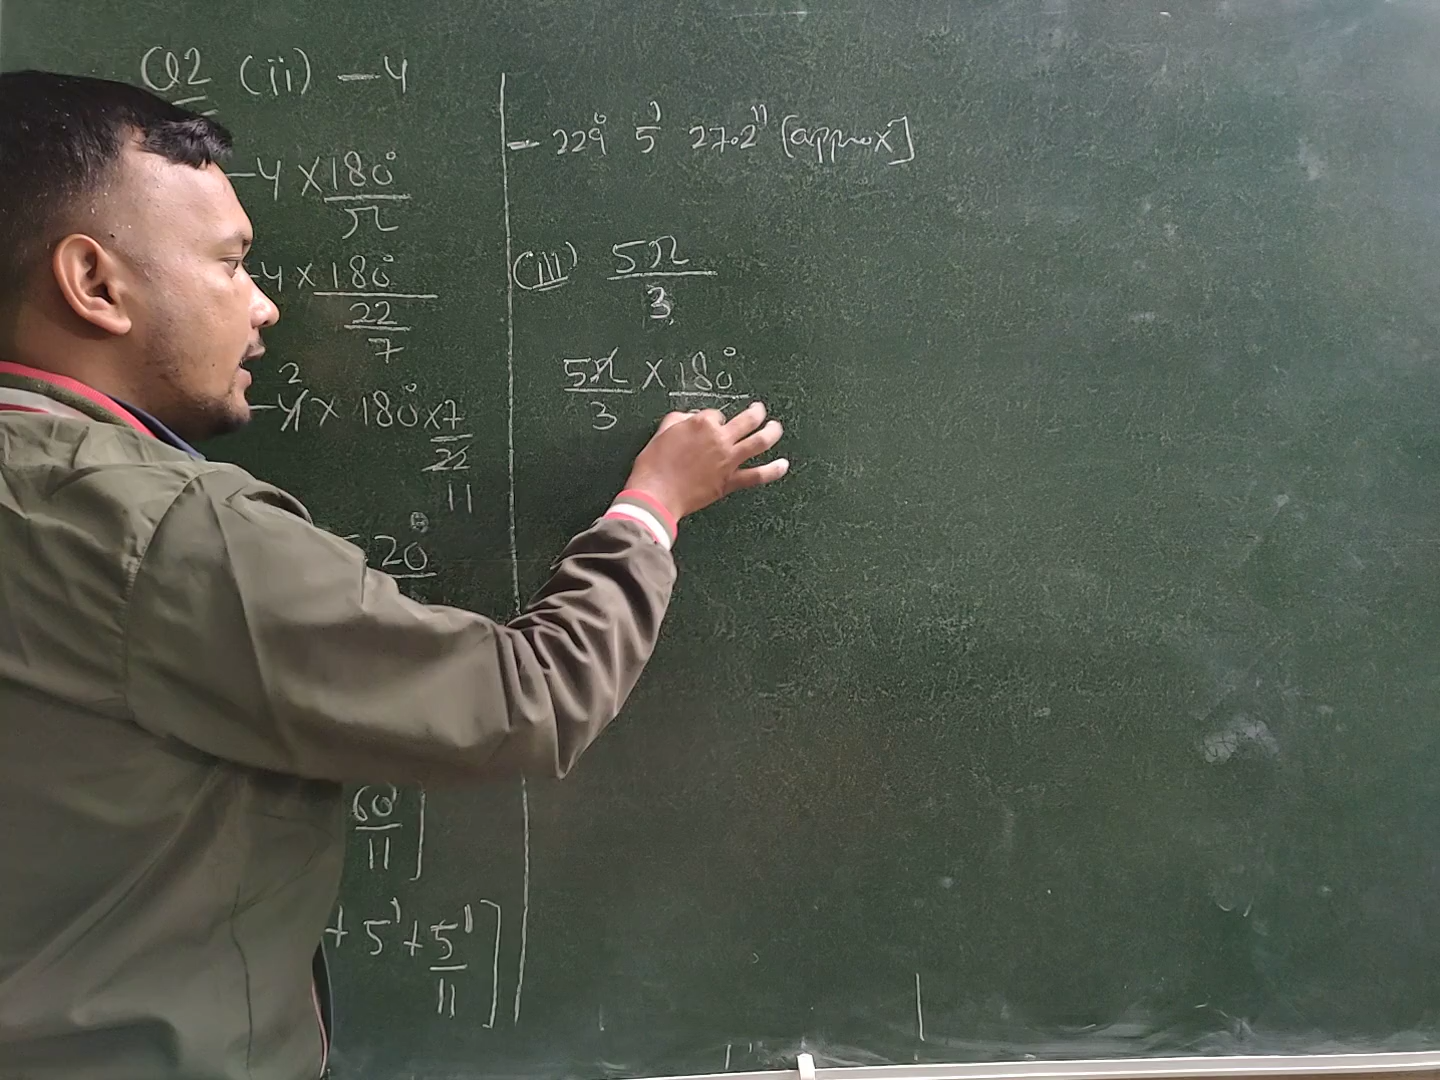 Q2 (ii) -4
-4 × 180°
π
-4 × 180°
22
7
2
-4 × 180° × 7
22
11
20°
60'
11
+ 5' + 5'
11
- 229° 5' 27.2" [approx]
(iii) 5π
3
5π × 180°
3